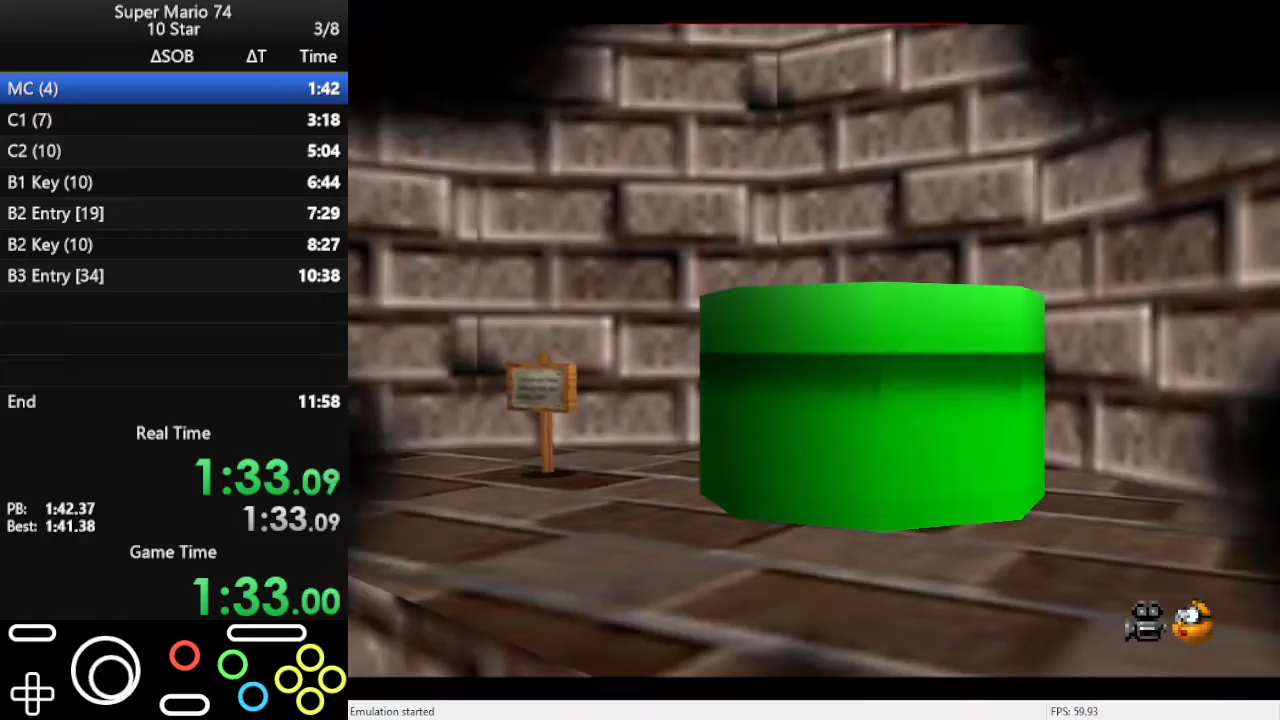 Super Mario 74
10 Star
3/8
ΔSOB ΔT Time
MC (4) 1:42
C1 (7) 3:18
C2 (10) 5:04
B1 Key (10) 6:44
B2 Entry [19] 7:29
B2 Key (10) 8:27
B3 Entry [34] 10:38
End 11:58
Real Time
1:33.09
PB: 1:42.37 1:33.09
Best: 1:41.38
Game Time
1:33.00
Emulation started
FPS: 59.93